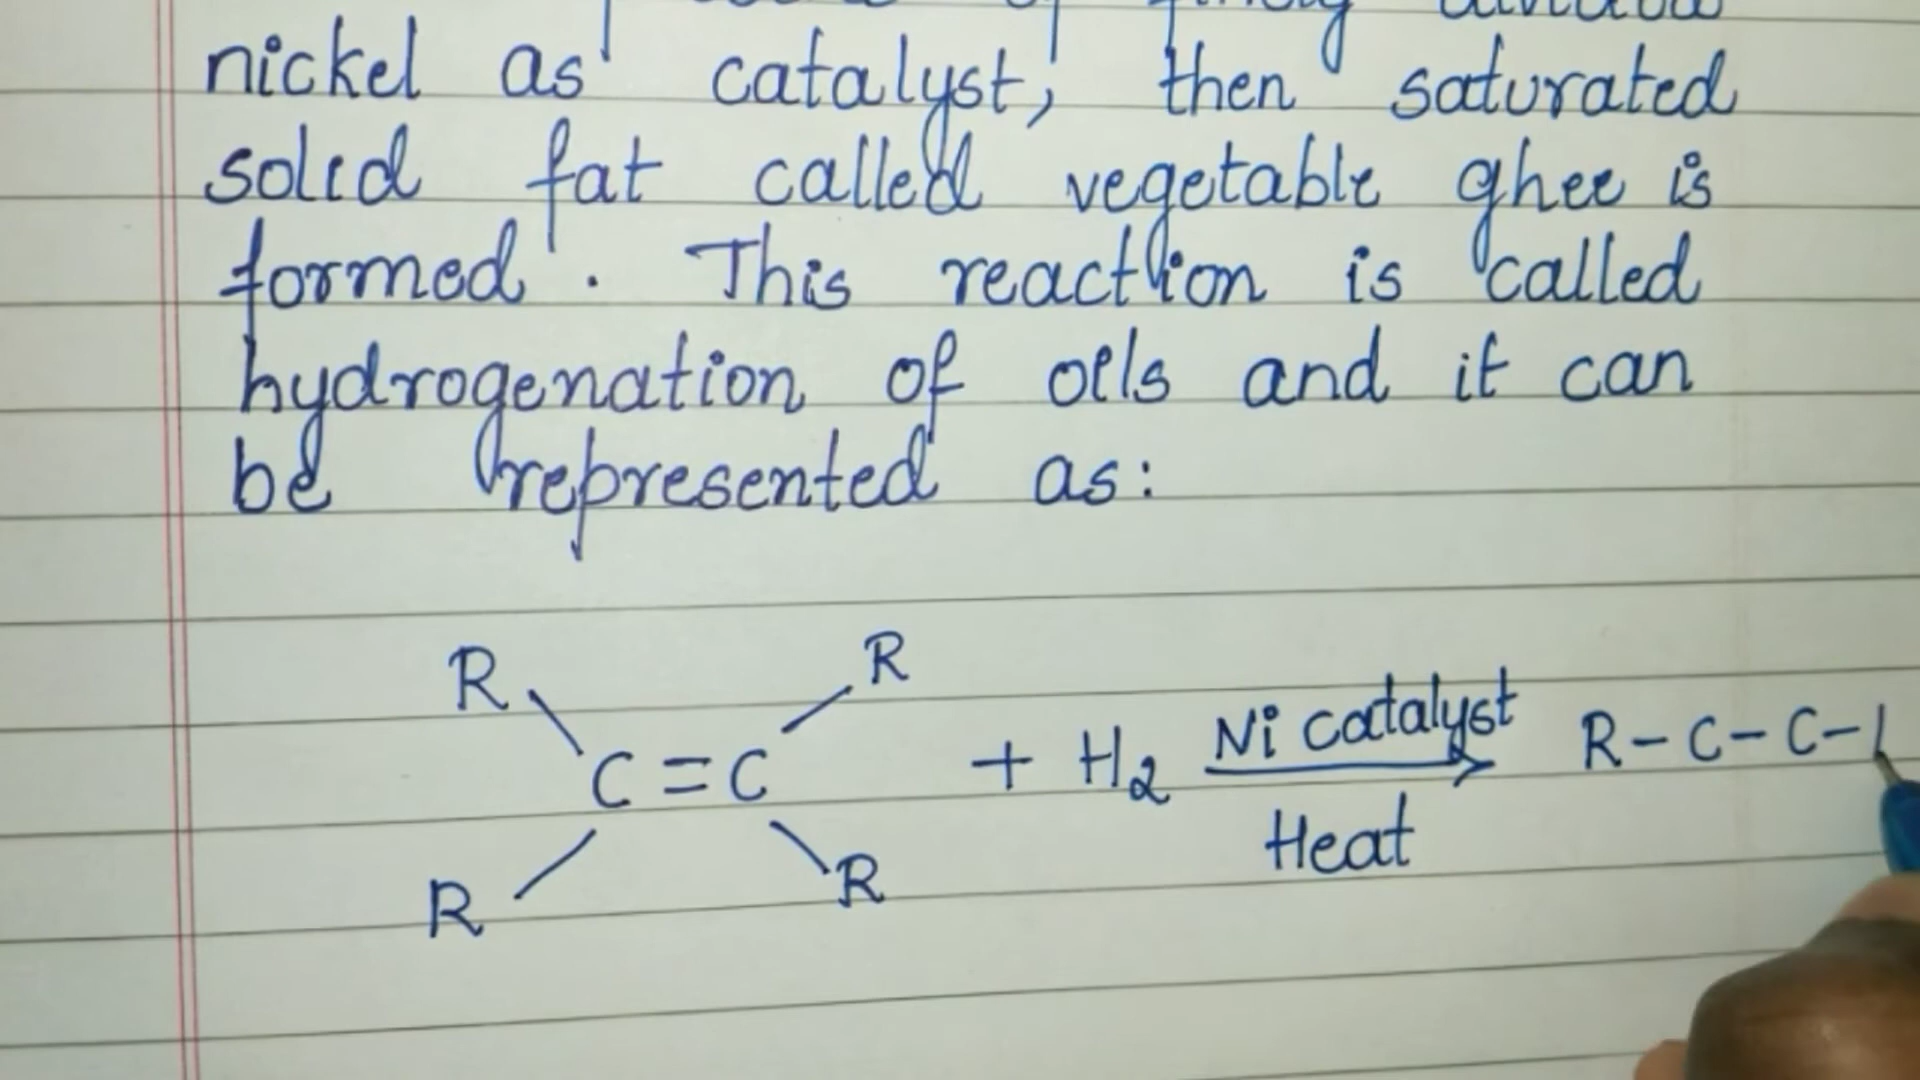 nickel as catalyst, then saturated
solid fat called vegetable ghee is
formed. This reaction is called
hydrogenation of oils and it can
be represented as:
R R
C=C + H₂ Ni catalyst R-C-C-
Heat
R R